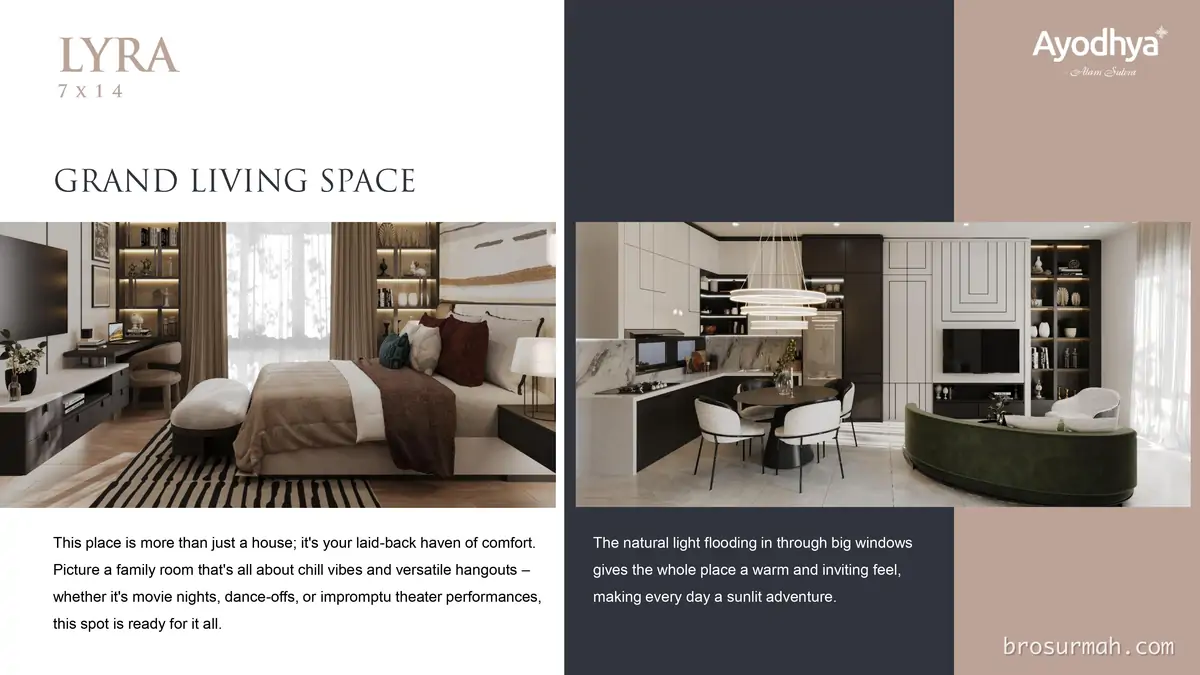 LYRA
7 x 14
Ayodhya
Alam Sutera
GRAND LIVING SPACE
This place is more than just a house; it's your laid-back haven of comfort.
Picture a family room that's all about chill vibes and versatile hangouts –
whether it's movie nights, dance-offs, or impromptu theater performances,
this spot is ready for it all.
The natural light flooding in through big windows
gives the whole place a warm and inviting feel,
making every day a sunlit adventure.
brosurmah.com